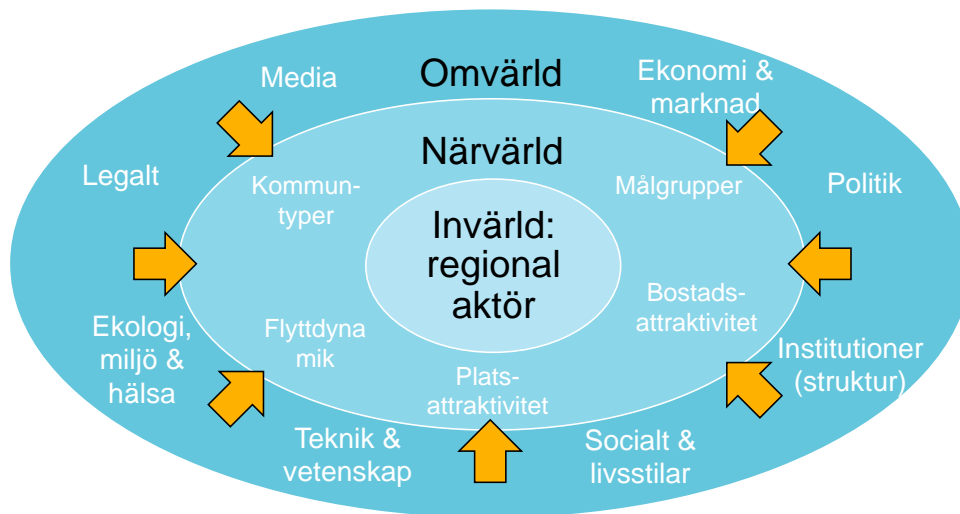 Omvärld
Media
Ekonomi &
marknad
Närvärld
Legalt
Kommun-
typer
Målgrupper
Politik
Invärld:
regional
aktör
Bostads-
attraktivitet
Ekologi,
miljö &
hälsa
Flyttdyna
mik
Institutioner
(struktur)
Plats-
attraktivitet
Teknik &
vetenskap
Socialt &
livsstilar